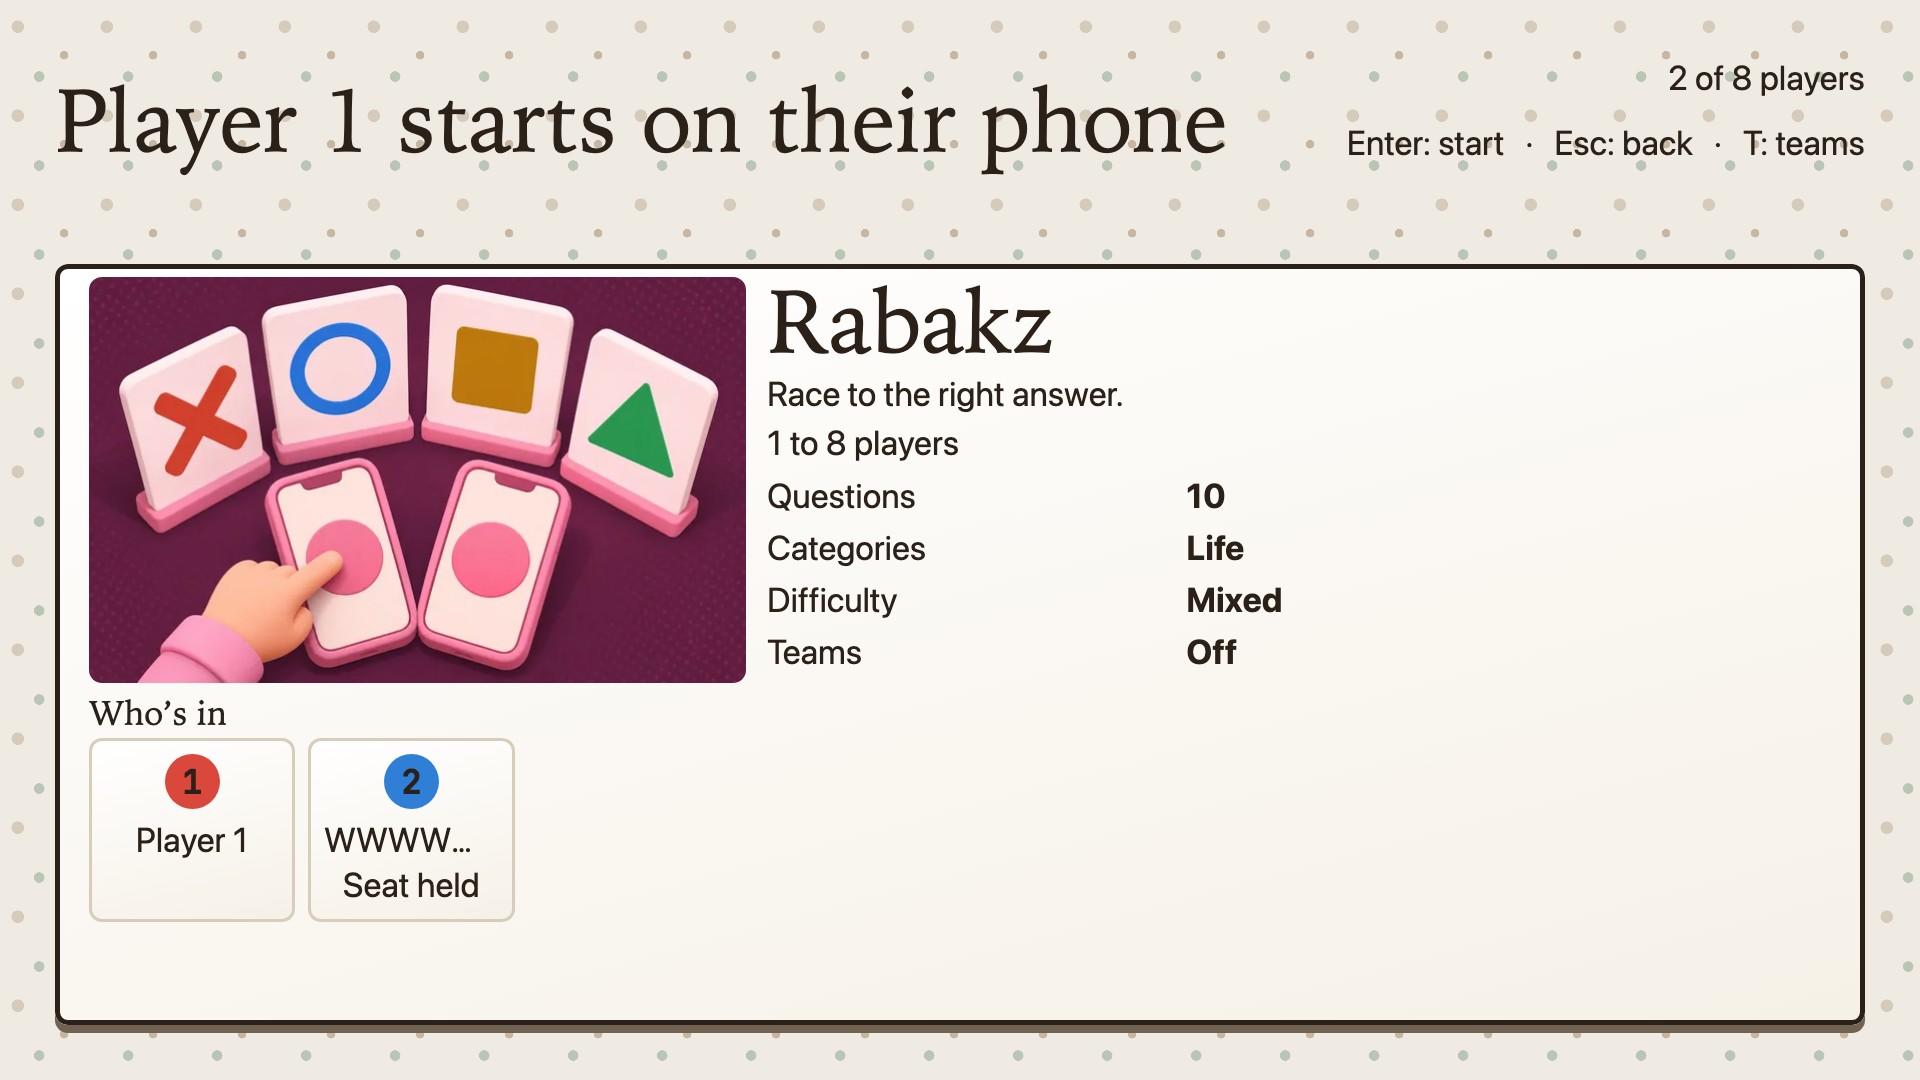 Player 1 starts on their phone
2 of 8 players
Enter: start · Esc: back · T: teams
Rabakz
Race to the right answer.
1 to 8 players
Questions 10
Categories Life
Difficulty Mixed
Teams Off
Who’s in
1
Player 1
2
WWWW...
Seat held